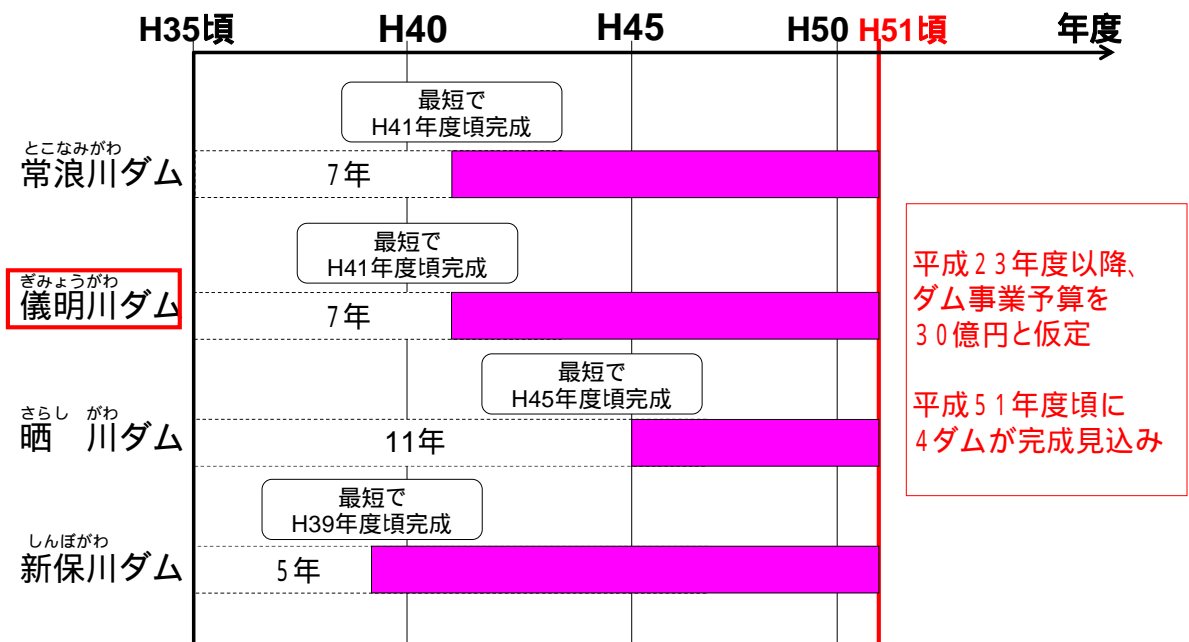 H35頃 H40 H45 H50 H51頃 年度
最短で
H41年度頃完成
とこなみがわ
常浪川ダム
7年
最短で
H41年度頃完成
ぎみょうがわ
儀明川ダム
7年
平成23年度以降、
ダム事業予算を
30億円と仮定
平成51年度頃に
4ダムが完成見込み
最短で
H45年度頃完成
さらし がわ
晒 川ダム
11年
最短で
H39年度頃完成
しんぼがわ
新保川ダム
5年